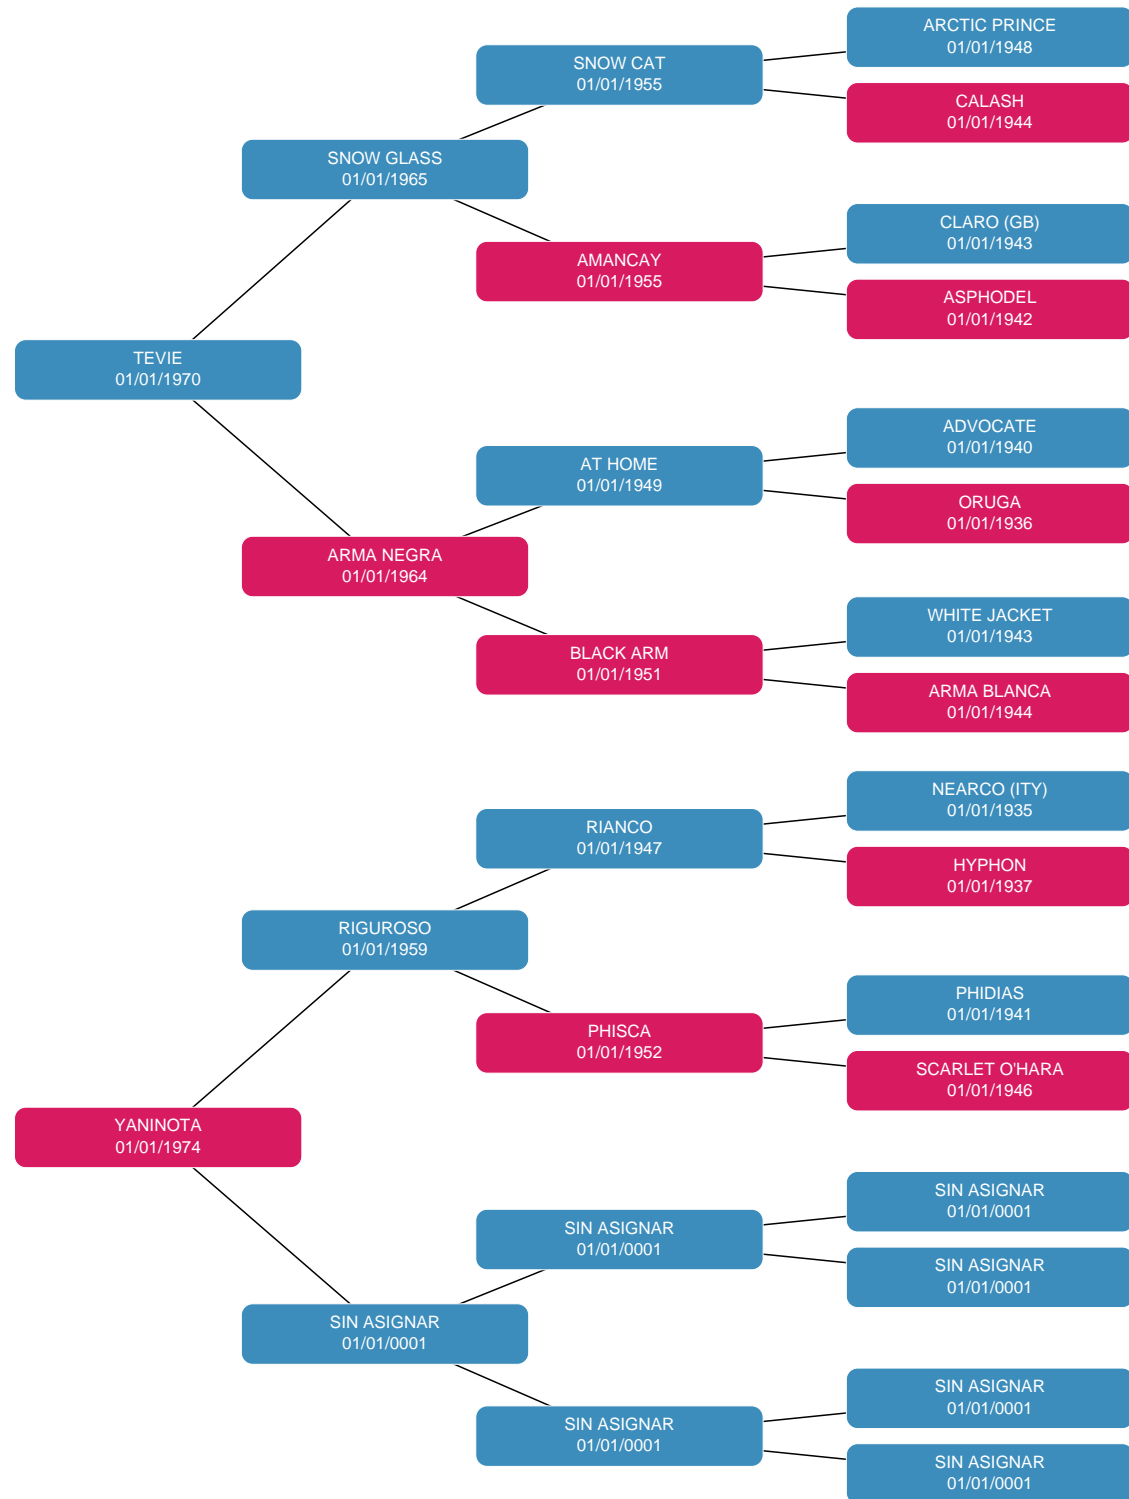 ARCTIC PRINCE
01/01/1948
SNOW CAT
01/01/1955
CALASH
01/01/1944
SNOW GLASS
01/01/1965
CLARO (GB)
01/01/1943
AMANCAY
01/01/1955
ASPHODEL
01/01/1942
TEVIE
01/01/1970
ADVOCATE
01/01/1940
AT HOME
01/01/1949
ORUGA
01/01/1936
ARMA NEGRA
01/01/1964
WHITE JACKET
01/01/1943
BLACK ARM
01/01/1951
ARMA BLANCA
01/01/1944
NEARCO (ITY)
01/01/1935
RIANCO
01/01/1947
HYPHON
01/01/1937
RIGUROSO
01/01/1959
PHIDIAS
01/01/1941
PHISCA
01/01/1952
SCARLET O'HARA
01/01/1946
YANINOTA
01/01/1974
SIN ASIGNAR
01/01/0001
SIN ASIGNAR
01/01/0001
SIN ASIGNAR
01/01/0001
SIN ASIGNAR
01/01/0001
SIN ASIGNAR
01/01/0001
SIN ASIGNAR
01/01/0001
SIN ASIGNAR
01/01/0001